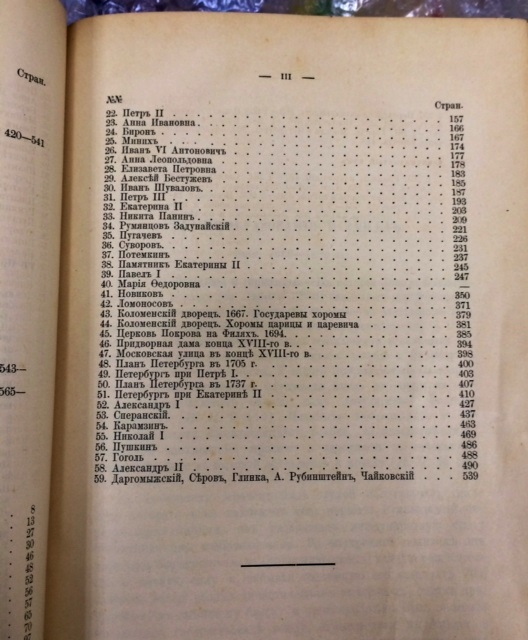 Стран.
420—541
543—
565—
8
13
27
30
46
48
52
56
57
65
70
— III —
№№ Стран.
22. Петръ II 157
23. Анна Ивановна. 166
24. Биронъ 167
25. Минихъ 174
26. Иванъ VI Антоновичъ 177
27. Анна Леопольдовна 178
28. Елизавета Петровна 183
29. Алексѣй Бестужевъ 185
30. Иванъ Шуваловъ. 187
31. Петръ III 193
32. Екатерина II 203
33. Никита Панинъ 209
34. Румянцовъ Задунайскій 221
35. Пугачевъ 226
36. Суворовъ. 231
37. Потемкинъ 237
38. Памятникъ Екатерины II 245
39. Павелъ I 247
40. Марія Ѳедоровна —
41. Новиковъ 350
42. Ломоносовъ 371
43. Коломенскій дворецъ. 1667. Государевы хоромы 379
44. Коломенскій дворецъ. Хоромы царицы и царевича 381
45. Церковь Покрова на Филяхъ. 1694. 385
46. Придворная дама конца XVIII-го в. 394
47. Московская улица въ концѣ XVIII-го в. 398
48. Планъ Петербурга въ 1705 г. 400
49. Петербургъ при Петрѣ I. 403
50. Планъ Петербурга въ 1737 г. 407
51. Петербургъ при Екатеринѣ II 410
52. Александръ I 427
53. Сперанскій. 437
54. Карамзинъ. 463
55. Николай I 469
56. Пушкинъ 486
57. Гоголь 488
58. Александръ II 490
59. Даргомыжскій, Сѣровъ, Глинка, А. Рубинштейнъ, Чайковскій 539